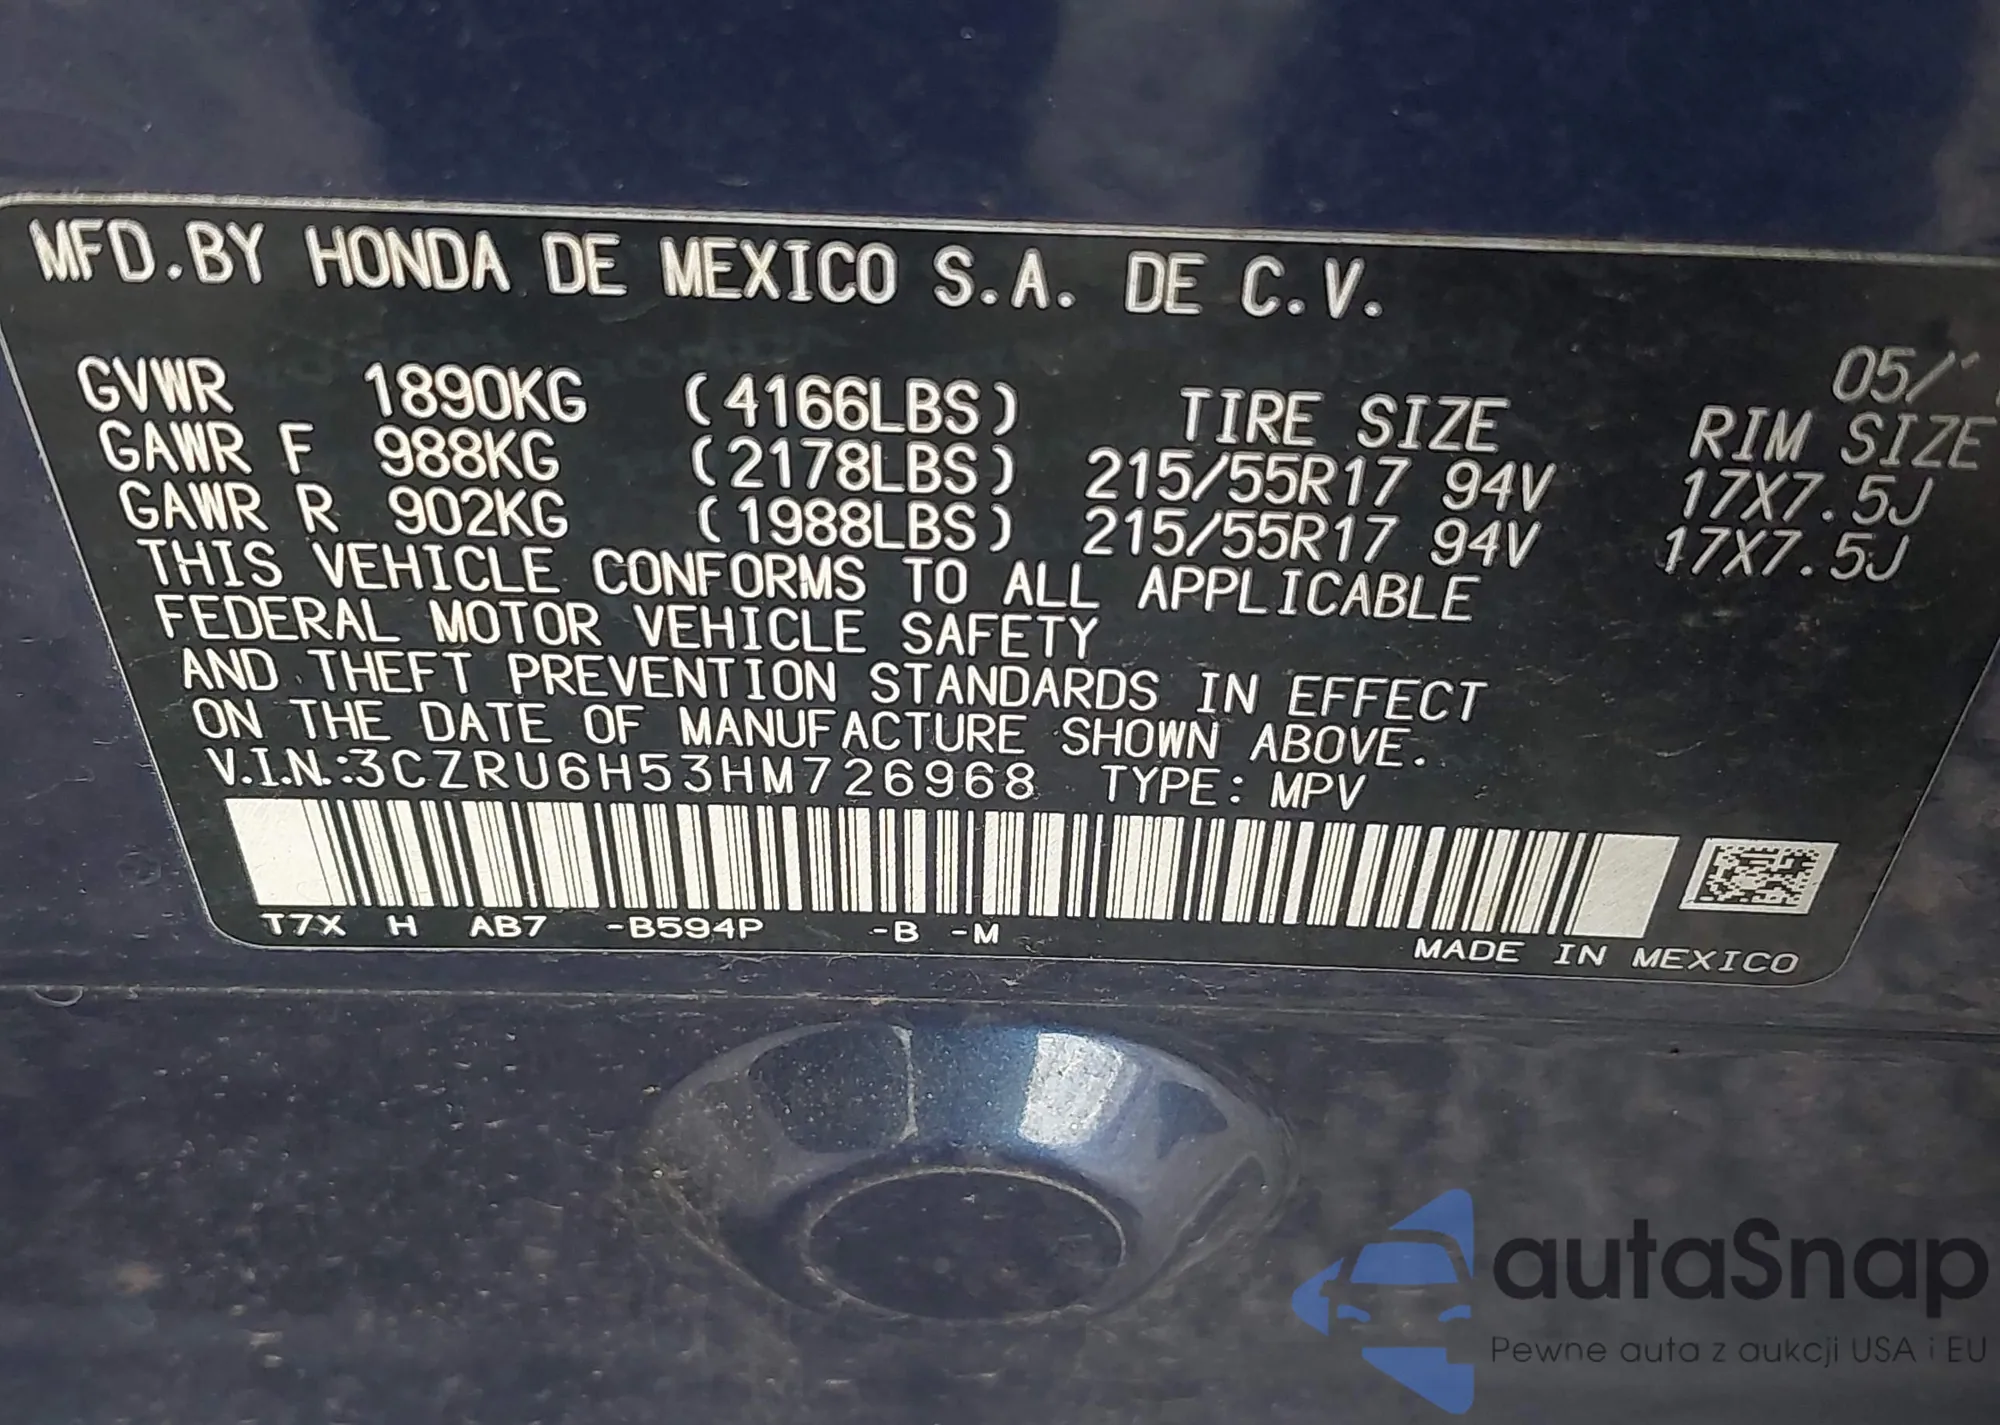 MFD.BY HONDA DE MEXICO S.A. DE C.V.
05/
GVWR 1890KG (4166LBS) TIRE SIZE RIM SIZE
GAWR F 988KG (2178LBS) 215/55R17 94V 17X7.5J
GAWR R 902KG (1988LBS) 215/55R17 94V 17X7.5J
THIS VEHICLE CONFORMS TO ALL APPLICABLE
FEDERAL MOTOR VEHICLE SAFETY
AND THEFT PREVENTION STANDARDS IN EFFECT
ON THE DATE OF MANUFACTURE SHOWN ABOVE.
V.I.N.:3CZRU6H53HM726968 TYPE: MPV
T7X H AB7 -B594P -B -M
MADE IN MEXICO
autaSnap
Pewne auta z aukcji USA i EU